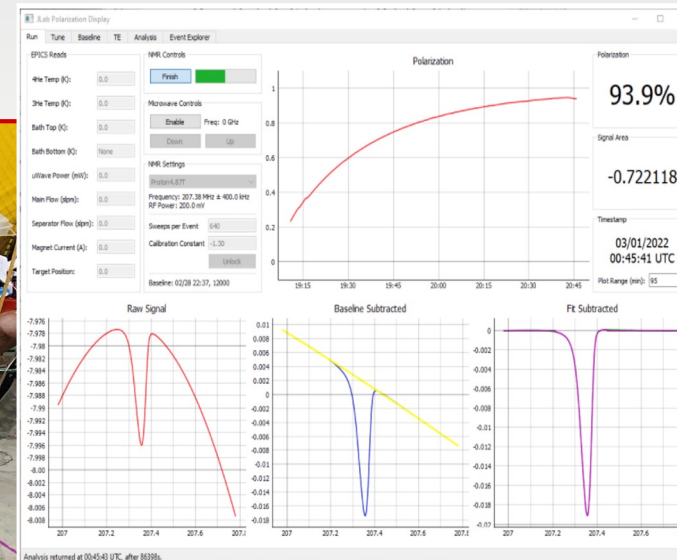 JLab Polarization Display
Run Tune Baseline TE Analysis Event Explorer
EPICS Reads
4He Temp (K): 0.0
3He Temp (K): 0.0
Bath Top (K): 0.0
Bath Bottom (K): None
uWave Power (mW): 0.0
Main Flow (slpm): 0.0
Separator Flow (slpm): 0.0
Magnet Current (A): 0.0
Target Position: 0.0
NMR Controls
Finish
Microwave Controls
Enable Freq: 0 GHz
Down Up
NMR Settings
Proton4.87T
Frequency: 207.38 MHz ± 400.0 kHz
RF Power: 200.0 mV
Sweeps per Event 640
Calibration Constant -1.30
Unlock
Baseline: 02/28 22:37, 12000
Polarization
1
0.8
0.6
0.4
0.2
0
19:15 19:30 19:45 20:00 20:15 20:30 20:45
Polarization
93.9%
Signal Area
-0.722118
Timestamp
03/01/2022
00:45:41 UTC
Plot Range (min): 95
Raw Signal
-7.976
-7.98
-7.984
-7.986
-7.988
-7.99
-7.994
-7.996
-7.998
-8.00
-8.002
-8.004
-8.006
-8.008
207 207.2 207.4 207.6 207.8
Baseline Subtracted
0.01
0.008
0.006
0.004
0.002
0
-0.002
-0.004
-0.006
-0.008
-0.01
-0.012
-0.014
-0.016
-0.018
207 207.2 207.4 207.6 207.8
Fit Subtracted
0
-0.002
-0.004
-0.006
-0.008
-0.01
-0.012
-0.014
-0.016
-0.018
-0.02
207 207.2 207.4 207.6
Analysis returned at 00:45:43 UTC, after 86398s.